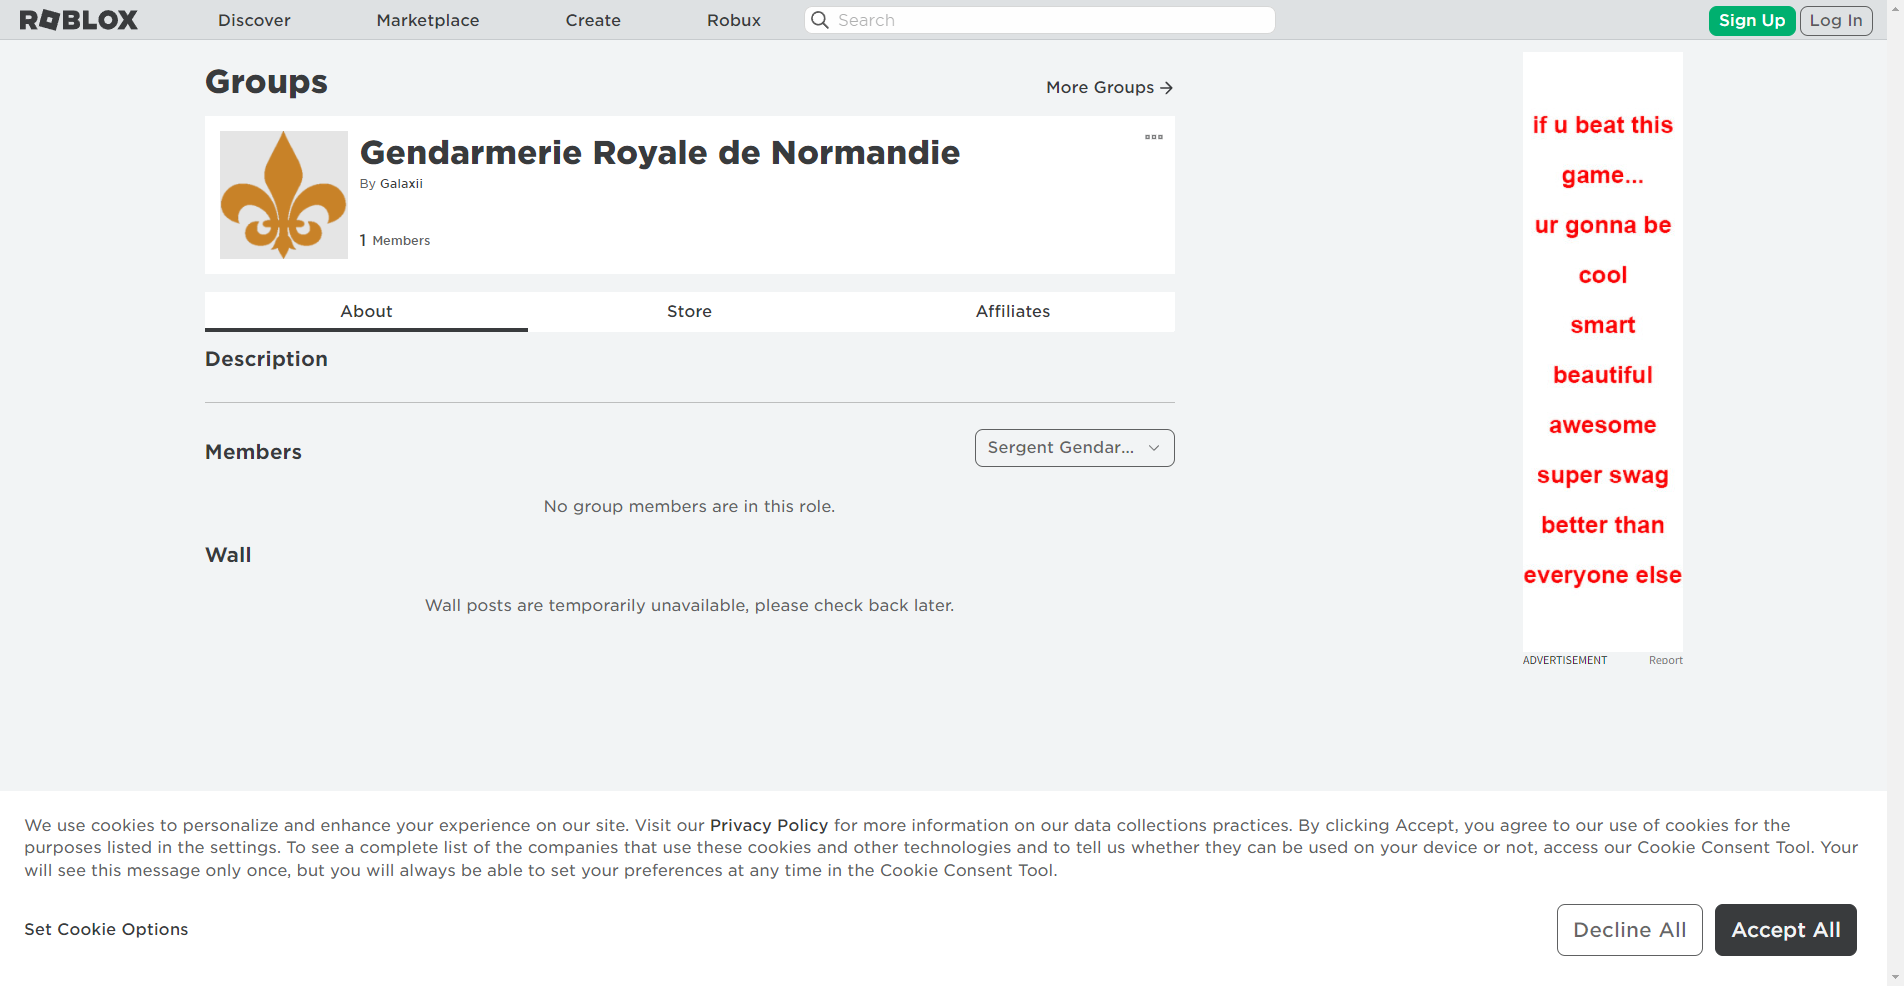 ROBLOX
Discover
Marketplace
Create
Robux
Search
Sign Up
Log In
Groups
More Groups
Gendarmerie Royale de Normandie
By Galaxii
1 Members
About
Store
Affiliates
Description
Members
Sergent Gendar...
No group members are in this role.
Wall
Wall posts are temporarily unavailable, please check back later.
if u beat this
game...
ur gonna be
cool
smart
beautiful
awesome
super swag
better than
everyone else
ADVERTISEMENT
Report
We use cookies to personalize and enhance your experience on our site. Visit our Privacy Policy for more information on our data collections practices. By clicking Accept, you agree to our use of cookies for the
purposes listed in the settings. To see a complete list of the companies that use these cookies and other technologies and to tell us whether they can be used on your device or not, access our Cookie Consent Tool. Your
will see this message only once, but you will always be able to set your preferences at any time in the Cookie Consent Tool.
Set Cookie Options
Decline All
Accept All